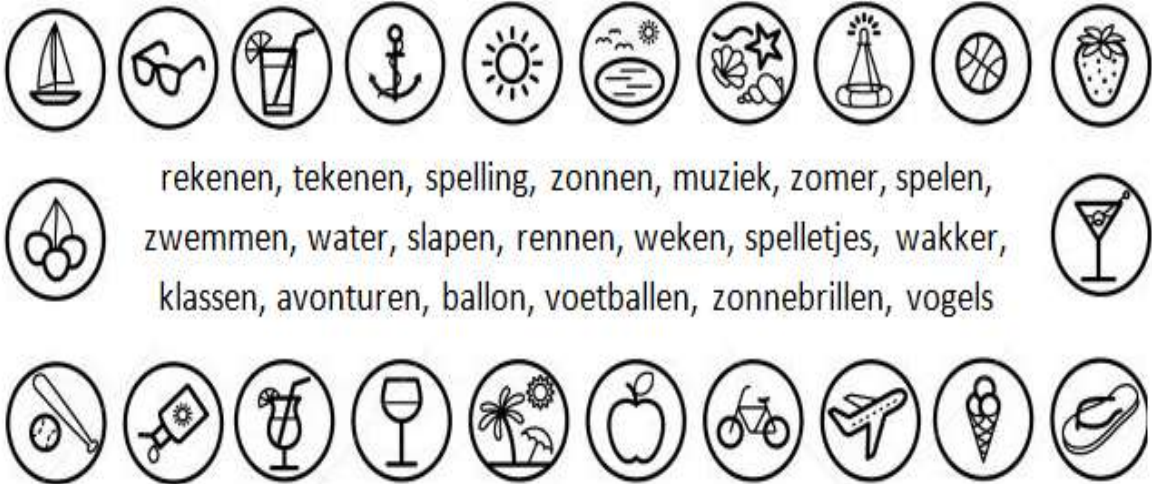 rekenen, tekenen, spelling, zonnen, muziek, zomer, spelen,
zwemmen, water, slapen, rennen, weken, spelletjes, wakker,
klassen, avonturen, ballon, voetballen, zonnebrillen, vogels